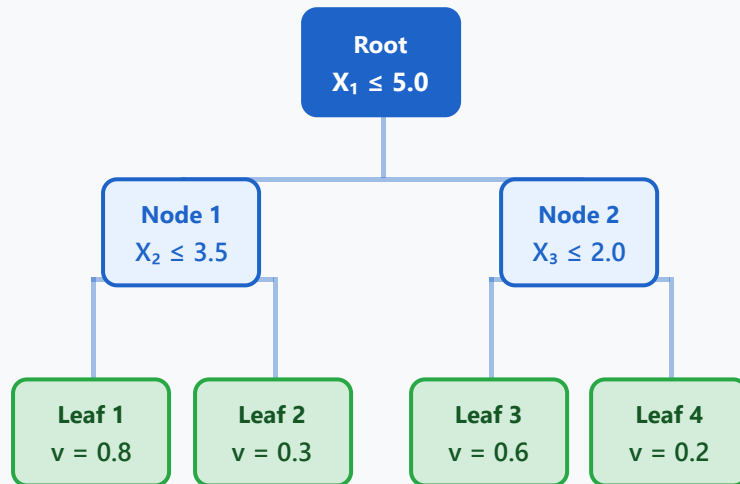 Root
X₁ ≤ 5.0
Node 1
X₂ ≤ 3.5
Node 2
X₃ ≤ 2.0
Leaf 1
v = 0.8
Leaf 2
v = 0.3
Leaf 3
v = 0.6
Leaf 4
v = 0.2